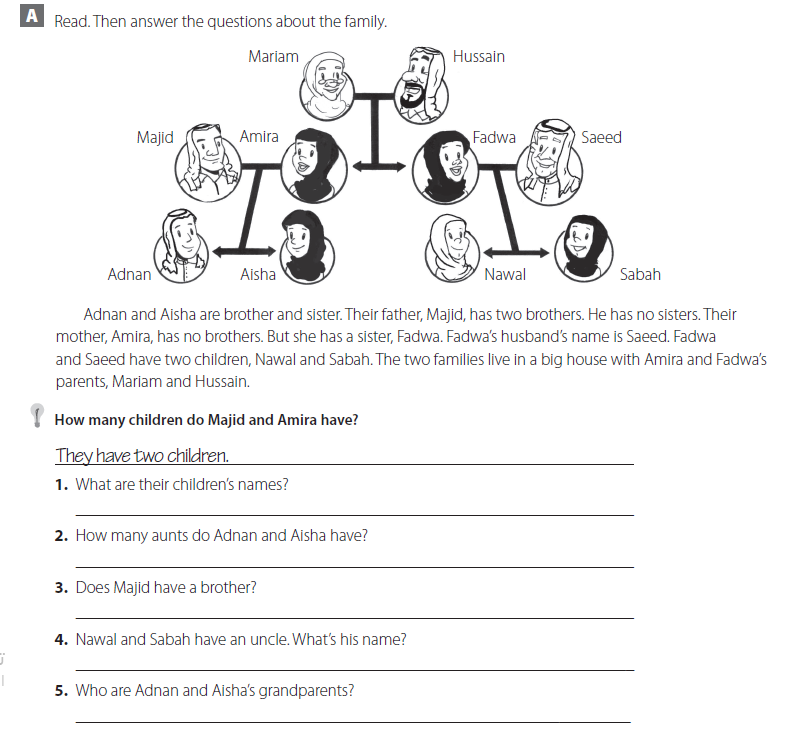 A Read. Then answer the questions about the family.
Mariam Hussain
Majid Amira Fadwa Saeed
Adnan Aisha Nawal Sabah
Adnan and Aisha are brother and sister. Their father, Majid, has two brothers. He has no sisters. Their
mother, Amira, has no brothers. But she has a sister, Fadwa. Fadwa's husband's name is Saeed. Fadwa
and Saeed have two children, Nawal and Sabah. The two families live in a big house with Amira and Fadwa's
parents, Mariam and Hussain.
How many children do Majid and Amira have?
They have two children.
1. What are their children's names?
2. How many aunts do Adnan and Aisha have?
3. Does Majid have a brother?
4. Nawal and Sabah have an uncle. What's his name?
5. Who are Adnan and Aisha's grandparents?